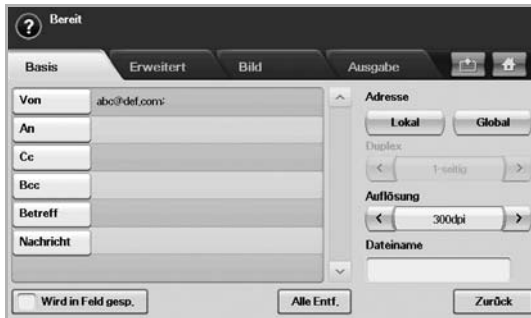 ?
Bereit
Basis Erweitert Bild Ausgabe
Von abc@def.com;
An
Cc
Bcc
Betreff
Nachricht
Adresse
Lokal Global
Duplex
< 1-seitig >
Auflösung
< 300dpi >
Dateiname
Wird in Feld gesp. Alle Entf. Zurück